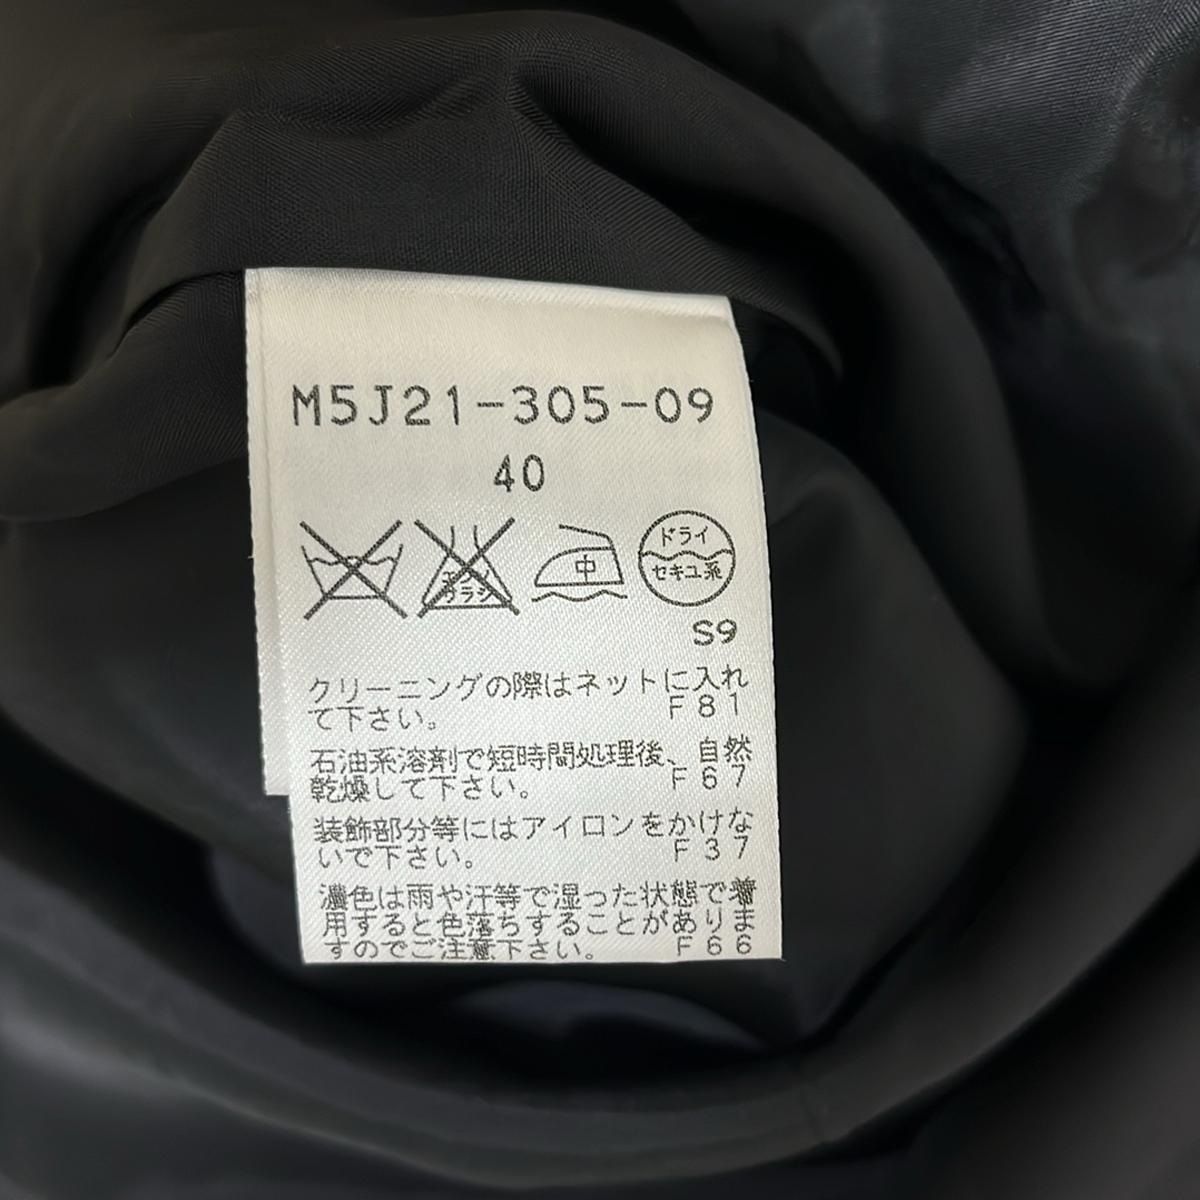 M5J21-305-09
40
エンソ
サラシ
中
ドライ
セキユ系
S9
クリーニングの際はネットに入れ
て下さい。 F81
石油系溶剤で短時間処理後、自然
乾燥して下さい。 F67
装飾部分等にはアイロンをかけな
いで下さい。 F37
濃色は雨や汗等で湿った状態で着
用すると色落ちすることがありま
すのでご注意下さい。 F66